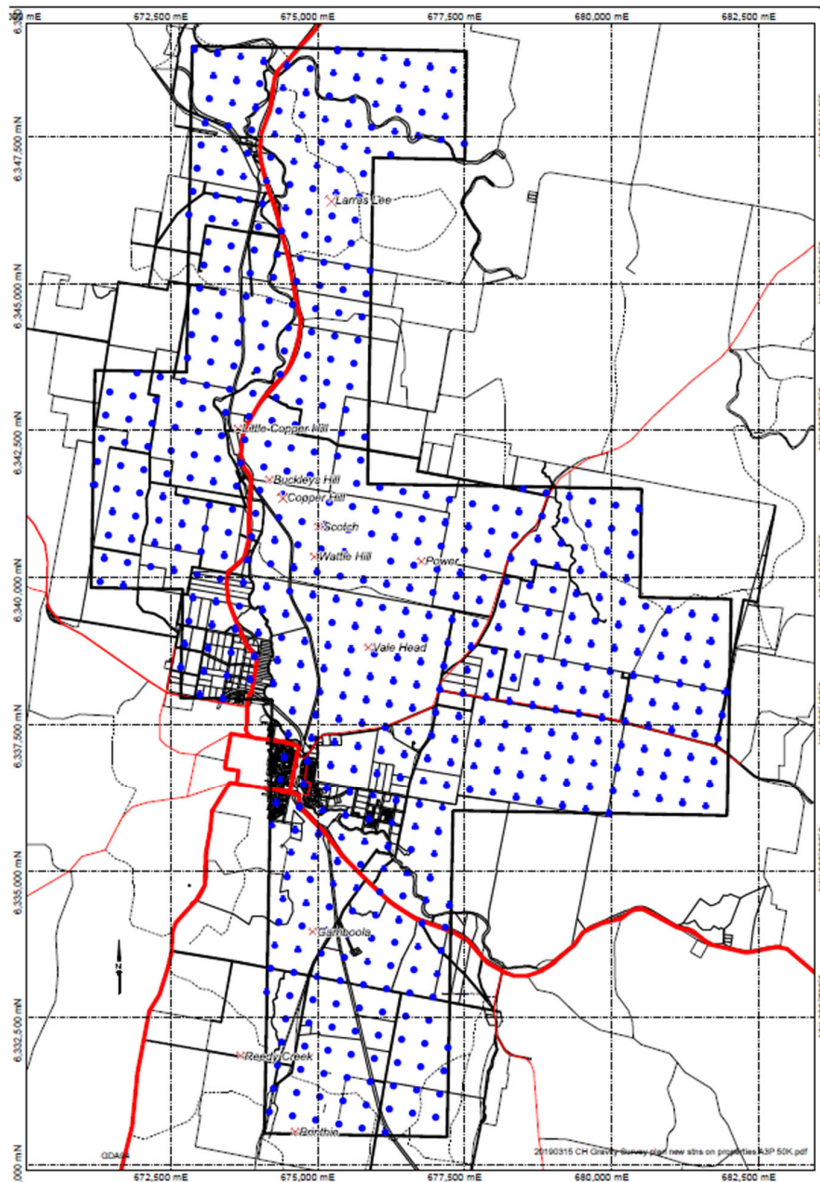 672,500 mE
675,000 mE
677,500 mE
680,000 mE
682,500 mE
6,347,500 mN
Larras Lee
6,345,000 mN
6,342,500 mN
Little Copper Hill
Buckleys Hill
Copper Hill
Scotch
Wattle Hill
Power
6,340,000 mN
Vale Head
6,337,500 mN
6,335,000 mN
Gamboola
N
6,332,500 mN
Reedy Creek
GDA94
20190315 CH Gravity Survey plan new stns on properties A3P 50K.pdf
672,500 mE
675,000 mE
677,500 mE
680,000 mE
682,500 mE